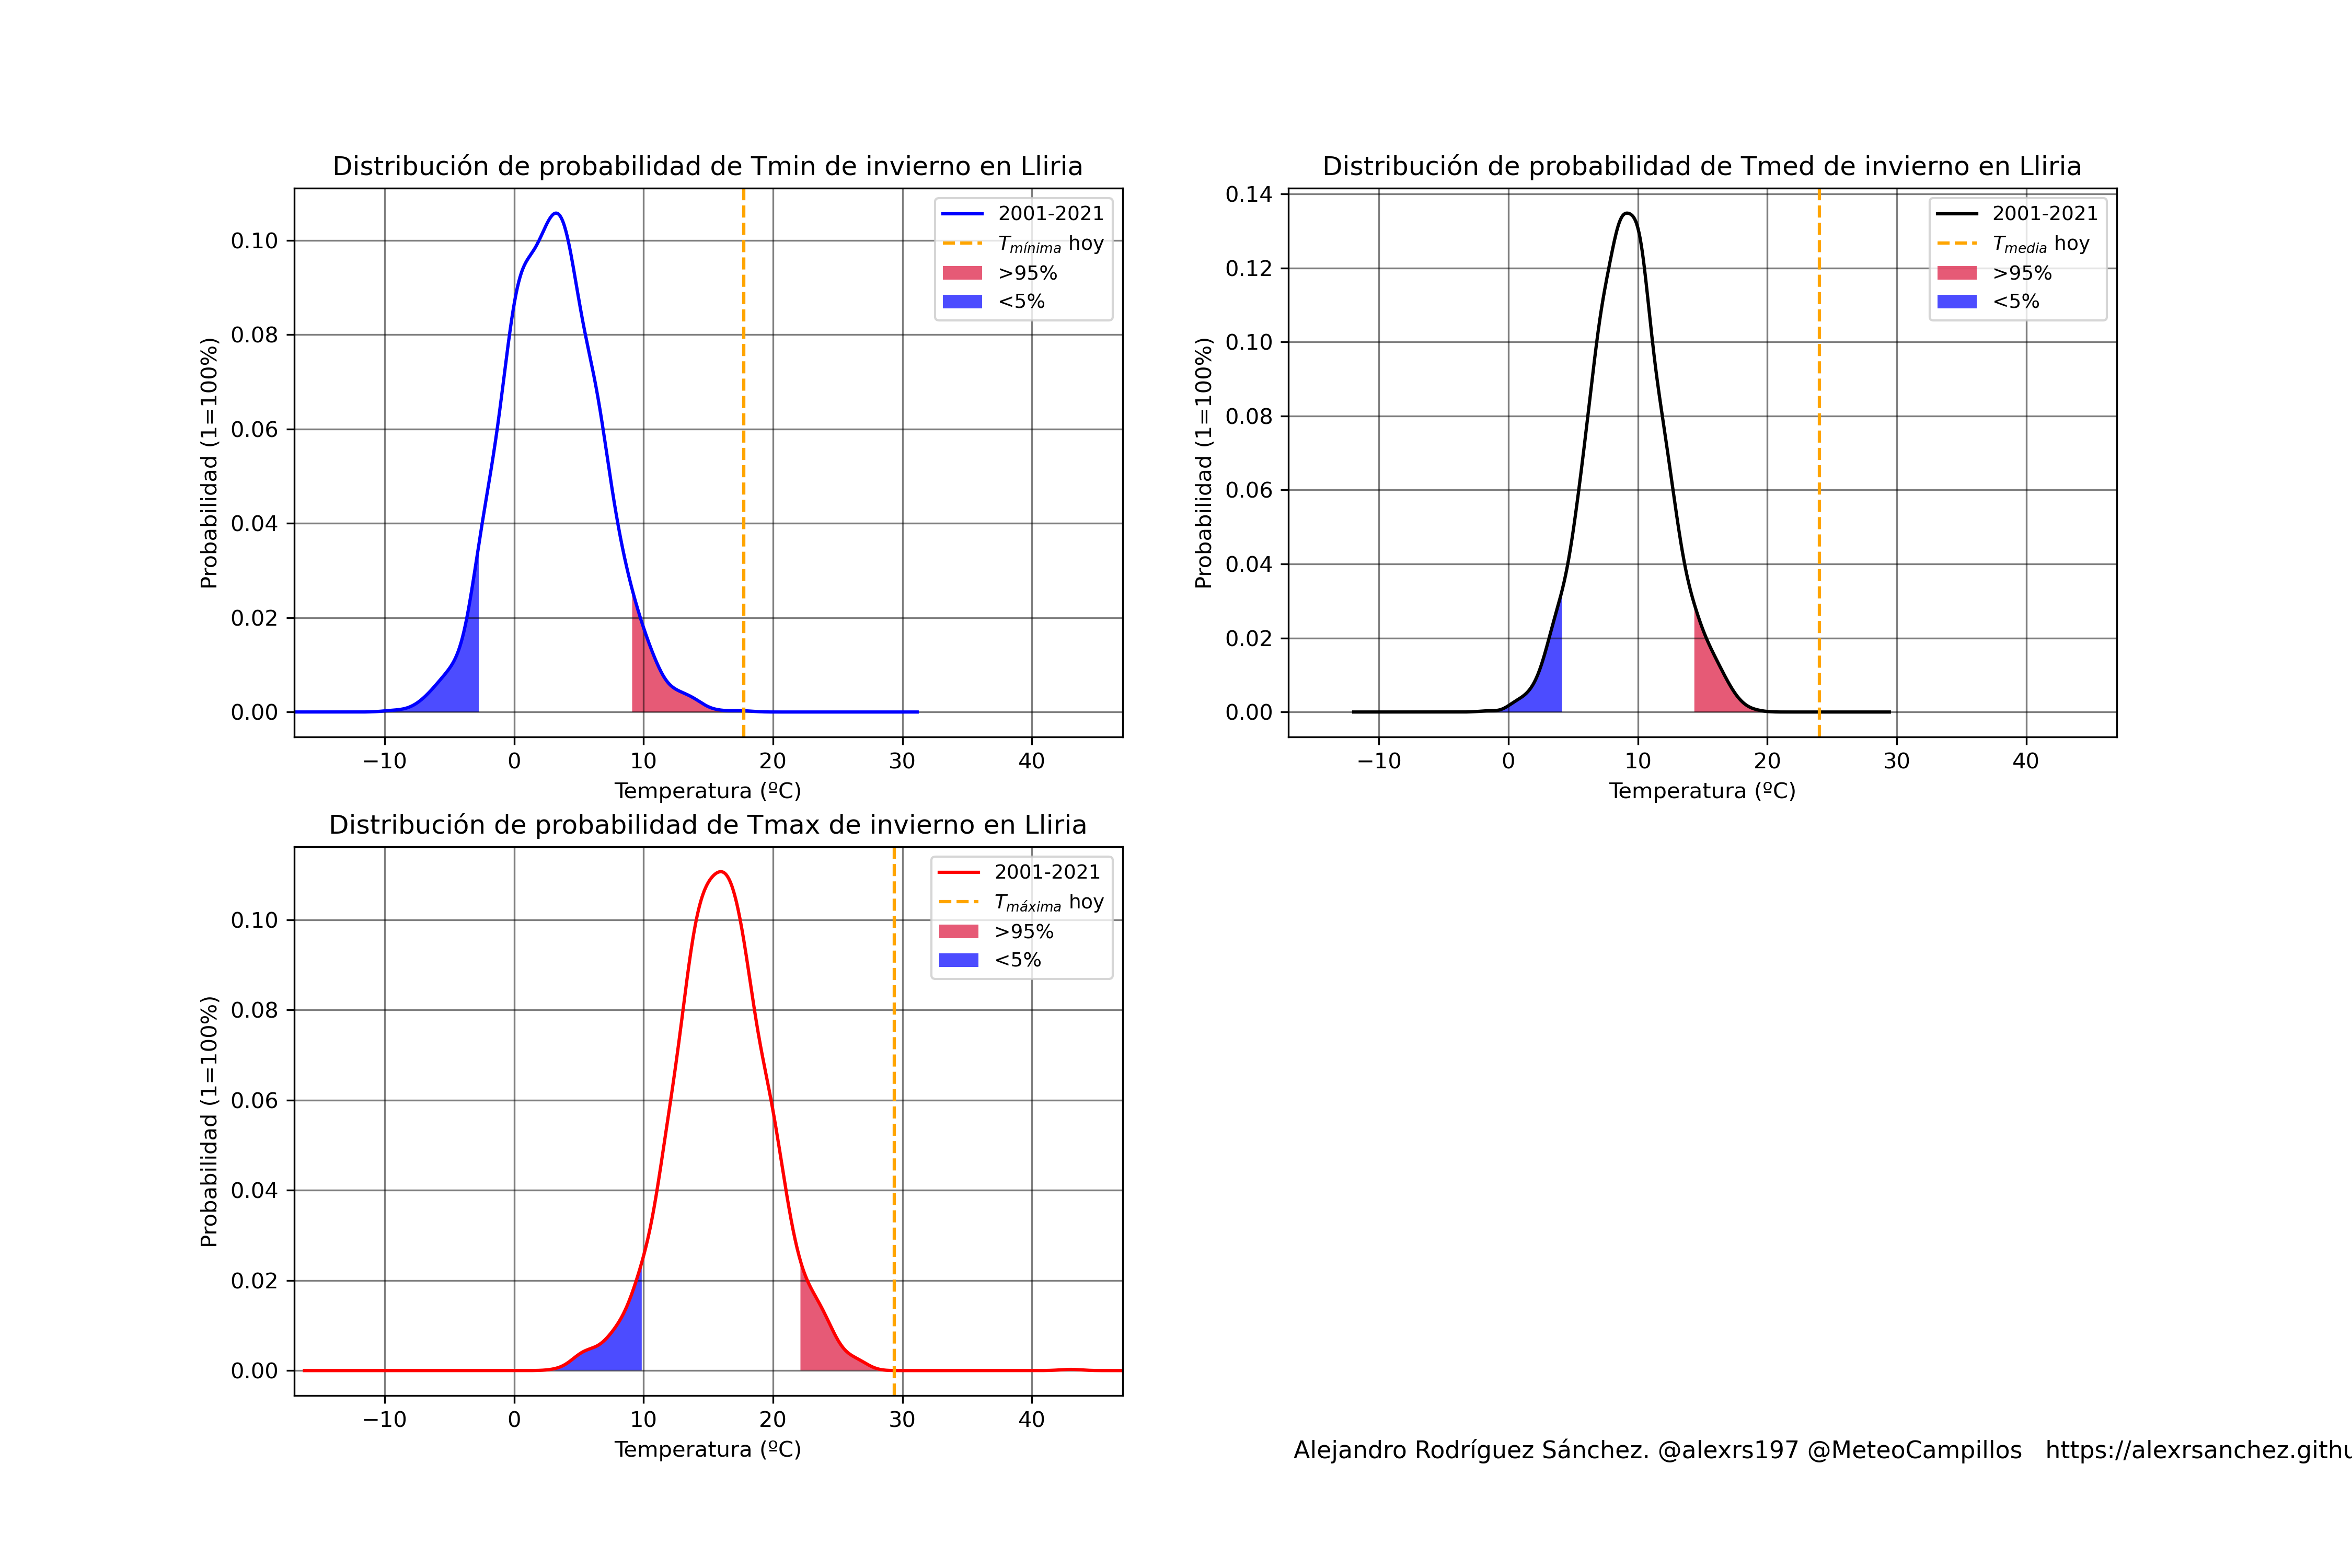 Distribución de probabilidad de Tmin de invierno en Lliria
Probabilidad (1=100%)
0.10
0.08
0.06
0.04
0.02
0.00
−10 0 10 20 30 40
Temperatura (ºC)
2001-2021
Tmínima hoy
>95%
<5%
Distribución de probabilidad de Tmed de invierno en Lliria
Probabilidad (1=100%)
0.14
0.12
0.10
0.08
0.06
0.04
0.02
0.00
−10 0 10 20 30 40
Temperatura (ºC)
2001-2021
Tmedia hoy
>95%
<5%
Distribución de probabilidad de Tmax de invierno en Lliria
Probabilidad (1=100%)
0.10
0.08
0.06
0.04
0.02
0.00
−10 0 10 20 30 40
Temperatura (ºC)
2001-2021
Tmáxima hoy
>95%
<5%
Alejandro Rodríguez Sánchez. @alexrs197 @MeteoCampillos https://alexrsanchez.githu